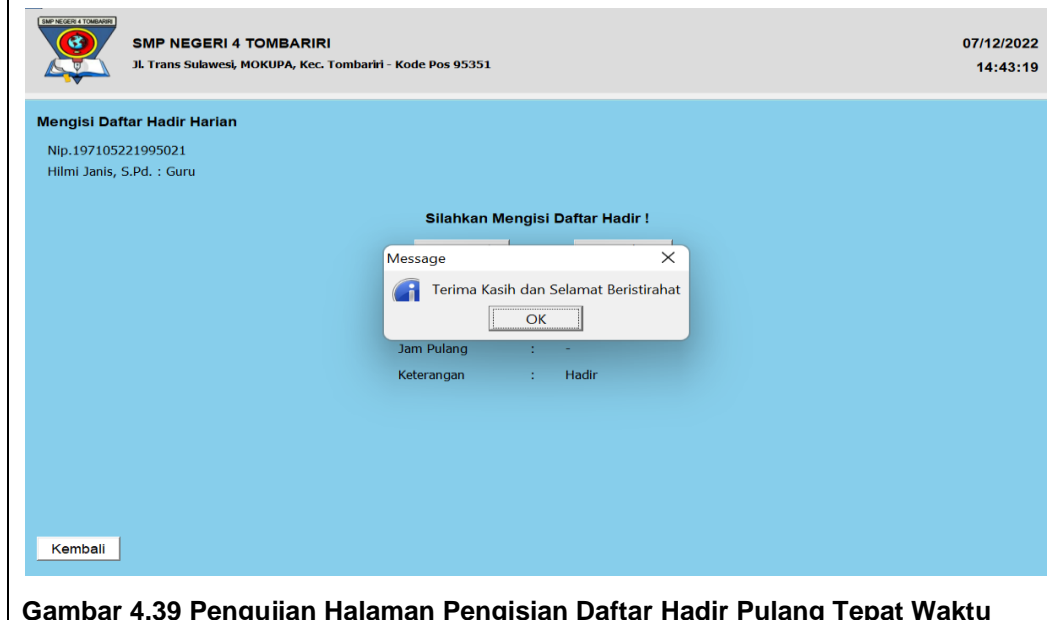 SMP NEGERI 4 TOMBARIRI
SMP NEGERI 4 TOMBARIRI
07/12/2022
Jl. Trans Sulawesi, MOKUPA, Kec. Tombariri - Kode Pos 95351
14:43:19
Mengisi Daftar Hadir Harian
Nip.197105221995021
Hilmi Janis, S.Pd. : Guru
Silahkan Mengisi Daftar Hadir !
Message
Terima Kasih dan Selamat Beristirahat
OK
Jam Pulang : -
Keterangan : Hadir
Kembali
Gambar 4.39 Pengujian Halaman Pengisian Daftar Hadir Pulang Tepat Waktu